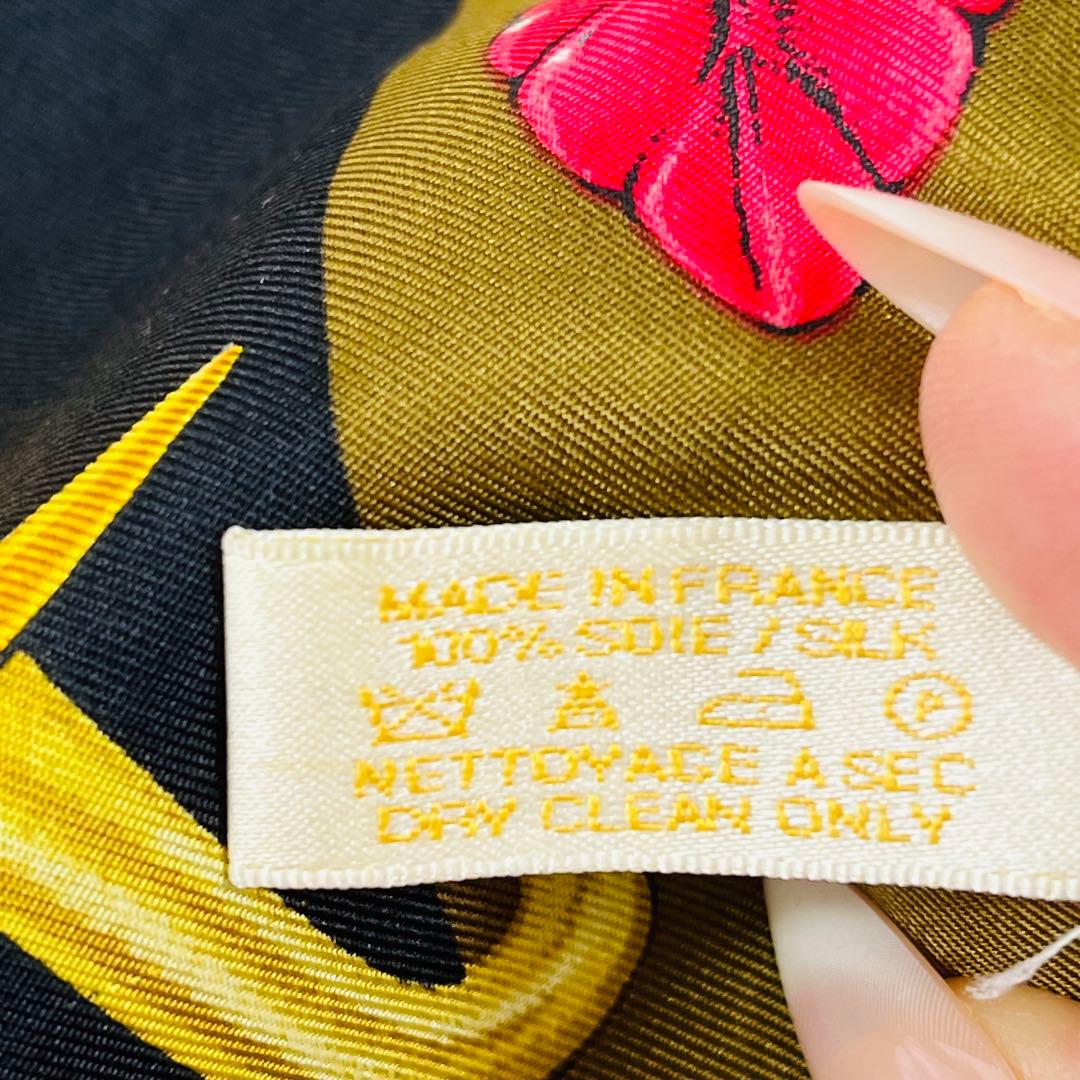 MADE IN FRANCE
100% SOIE / SILK
P
NETTOYAGE A SEC
DRY CLEAN ONLY